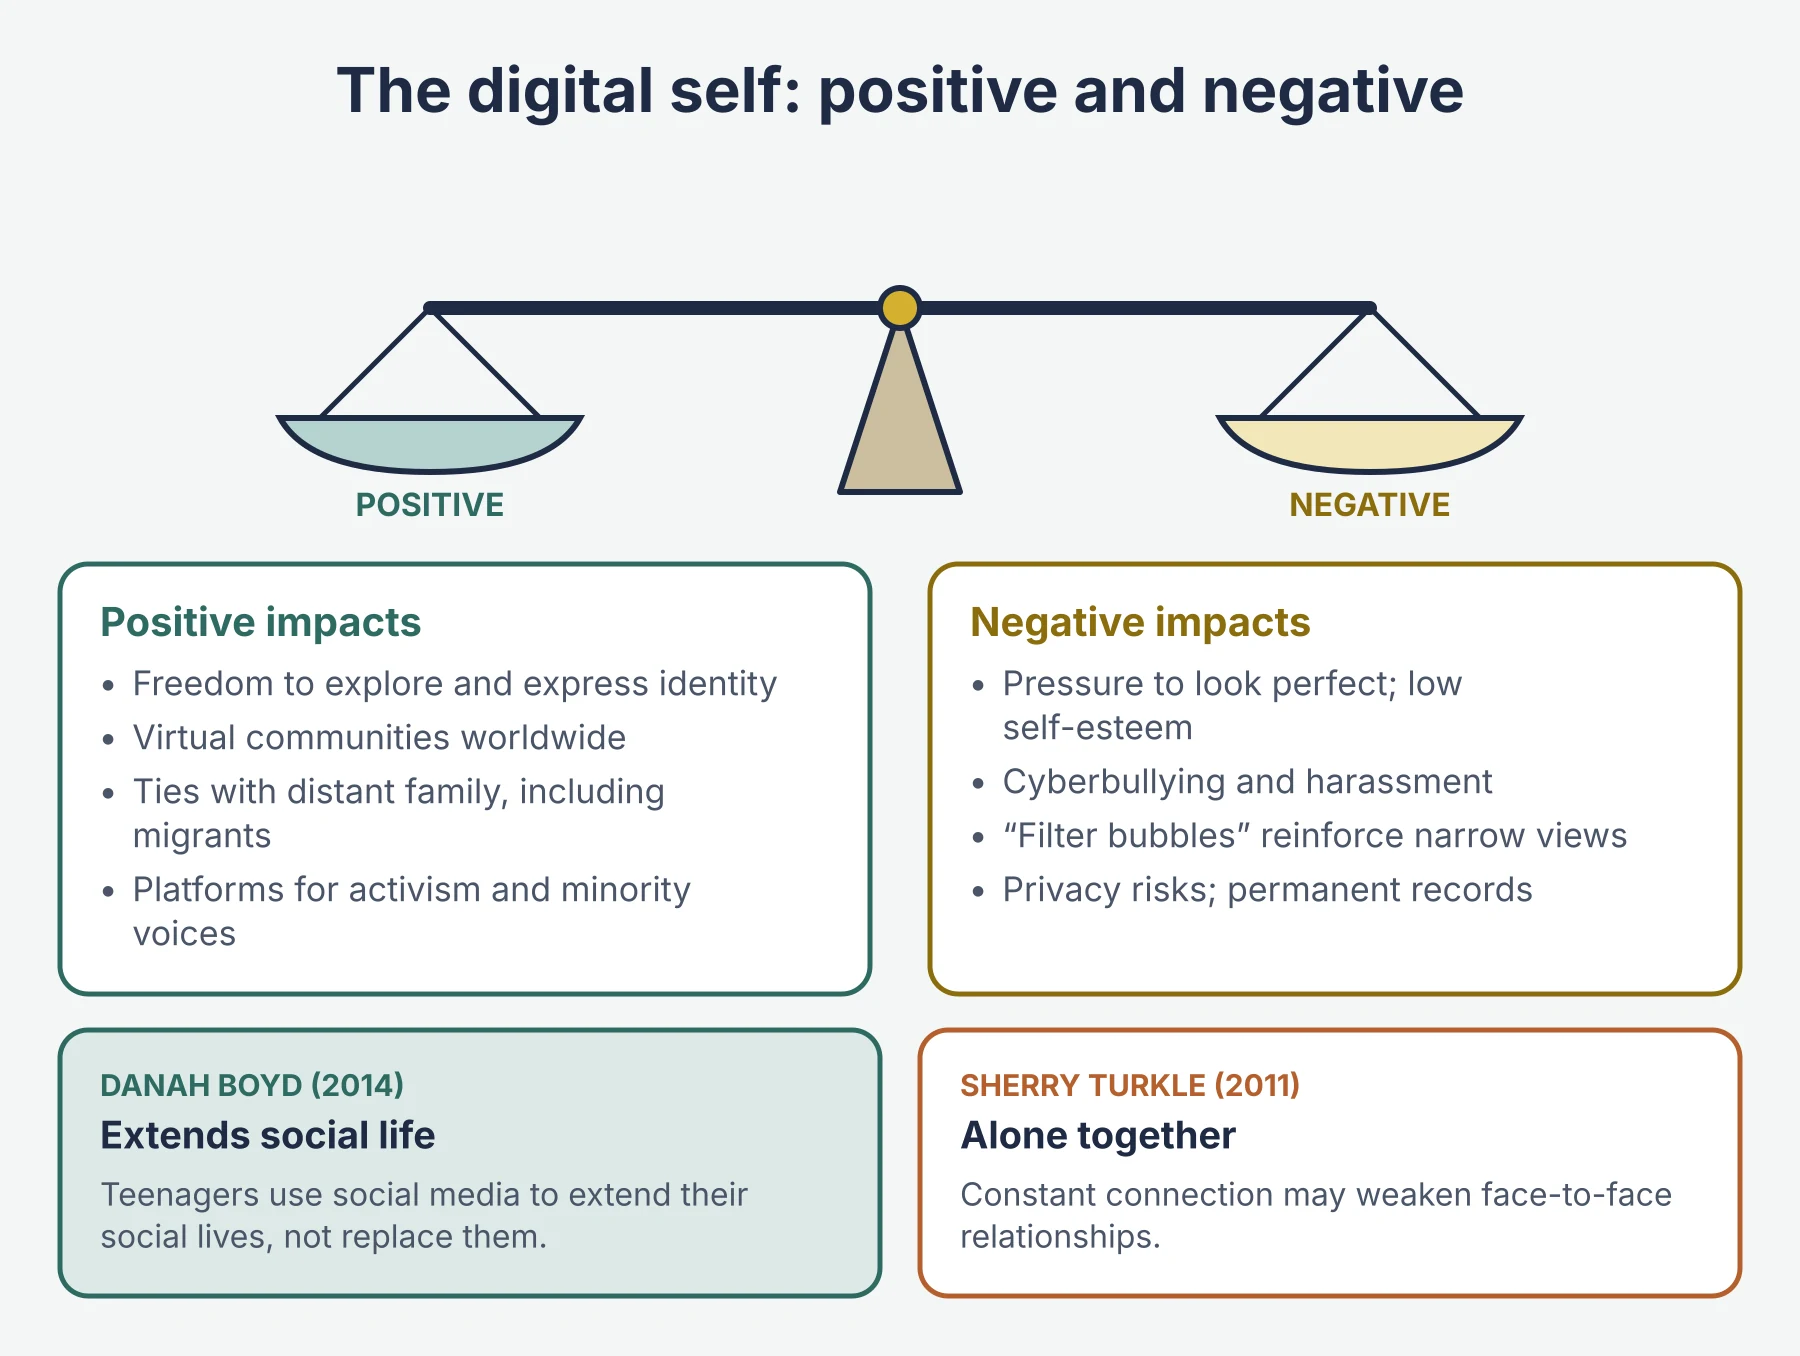 The digital self: positive and negative
POSITIVE
NEGATIVE
Positive impacts
• Freedom to explore and express identity
• Virtual communities worldwide
• Ties with distant family, including
migrants
• Platforms for activism and minority
voices
Negative impacts
• Pressure to look perfect; low
self-esteem
• Cyberbullying and harassment
• “Filter bubbles” reinforce narrow views
• Privacy risks; permanent records
DANAH BOYD (2014)
Extends social life
Teenagers use social media to extend their
social lives, not replace them.
SHERRY TURKLE (2011)
Alone together
Constant connection may weaken face-to-face
relationships.